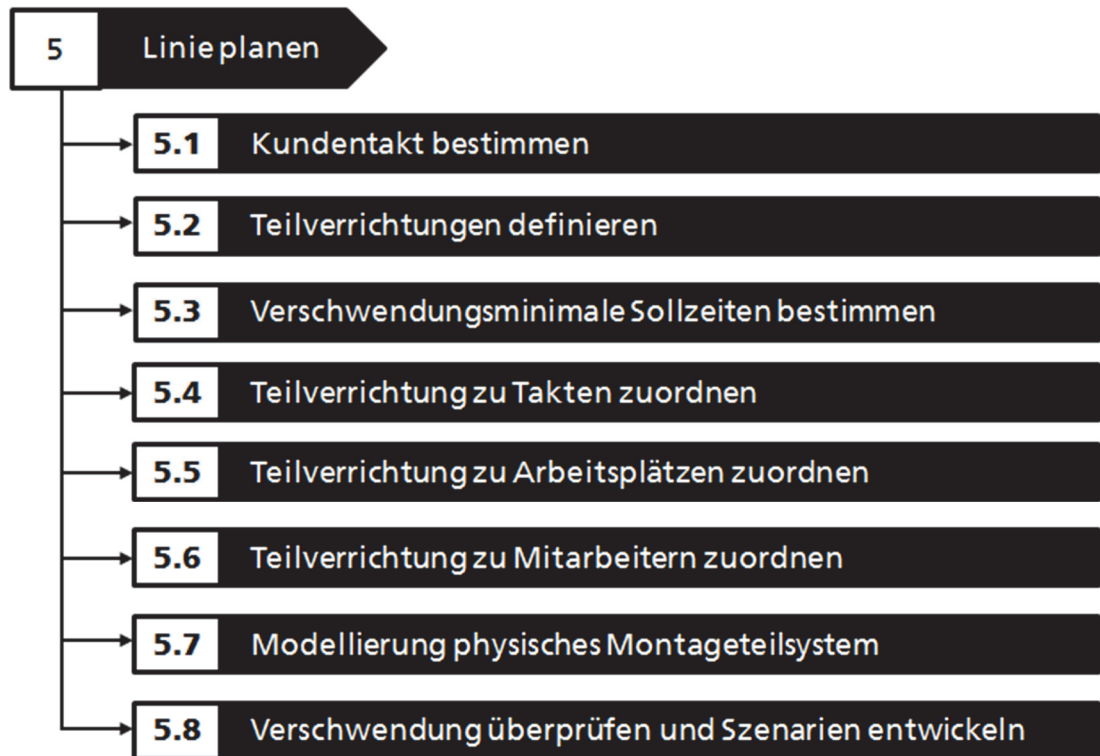 5 Linie planen
5.1 Kundentakt bestimmen
5.2 Teilverrichtungen definieren
5.3 Verschwendungsminimale Sollzeiten bestimmen
5.4 Teilverrichtung zu Takten zuordnen
5.5 Teilverrichtung zu Arbeitsplätzen zuordnen
5.6 Teilverrichtung zu Mitarbeitern zuordnen
5.7 Modellierung physisches Montageteilsystem
5.8 Verschwendung überprüfen und Szenarien entwickeln